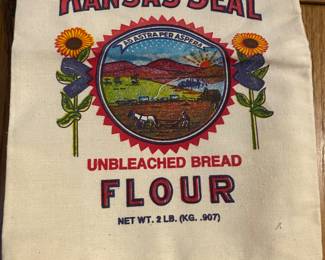 KANSAS SEAL
AD ASTRA PER ASPERA
UNBLEACHED BREAD
FLOUR
NET WT. 2 LB. (KG. .907)